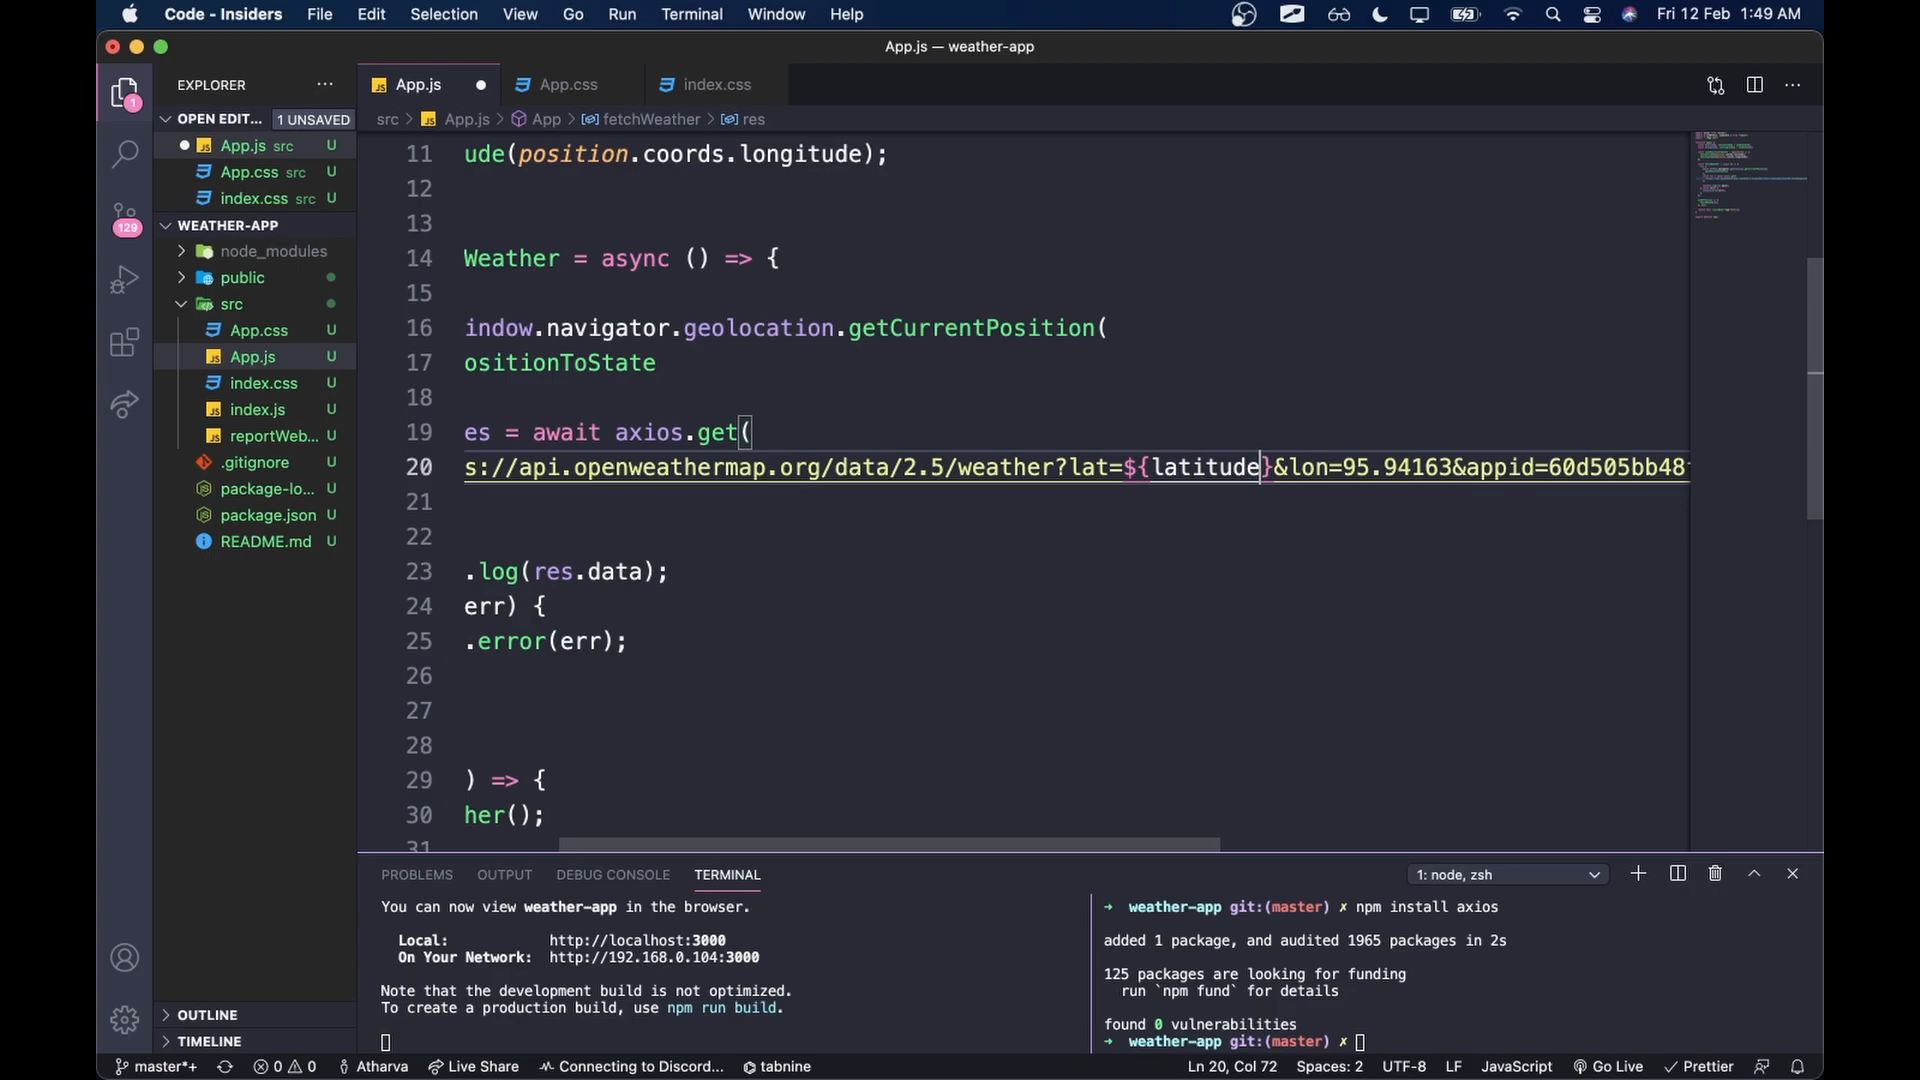 Code - Insiders File Edit Selection View Go Run Terminal Window Help Fri 12 Feb 1:49 AM
App.js — weather-app
EXPLORER ···
App.js App.css index.css ···
OPEN EDIT... 1 UNSAVED
src > App.js > App > fetchWeather > res
App.js src U
App.css src U
index.css src U
WEATHER-APP
node_modules
public
src
App.css U
App.js U
index.css U
index.js U
reportWeb... U
.gitignore U
package-lo... U
package.json U
README.md U
OUTLINE
TIMELINE
1
129
11 ude(position.coords.longitude);
12
13
14 Weather = async () => {
15
16 indow.navigator.geolocation.getCurrentPosition(
17 ositionToState
18
19 es = await axios.get(
20 s://api.openweathermap.org/data/2.5/weather?lat=${latitude}&lon=95.94163&appid=60d505bb48
21
22
23 .log(res.data);
24 err) {
25 .error(err);
26
27
28
29 ) => {
30 her();
31
PROBLEMS OUTPUT DEBUG CONSOLE TERMINAL 1: node, zsh
You can now view weather-app in the browser.
Local: http://localhost:3000
On Your Network: http://192.168.0.104:3000
Note that the development build is not optimized.
To create a production build, use npm run build.
➜ weather-app git:(master) ✗ npm install axios
added 1 package, and audited 1965 packages in 2s
125 packages are looking for funding
run `npm fund` for details
found 0 vulnerabilities
➜ weather-app git:(master) ✗
master*+ 0 0 Atharva Live Share Connecting to Discord... tabnine Ln 20, Col 72 Spaces: 2 UTF-8 LF JavaScript Go Live Prettier